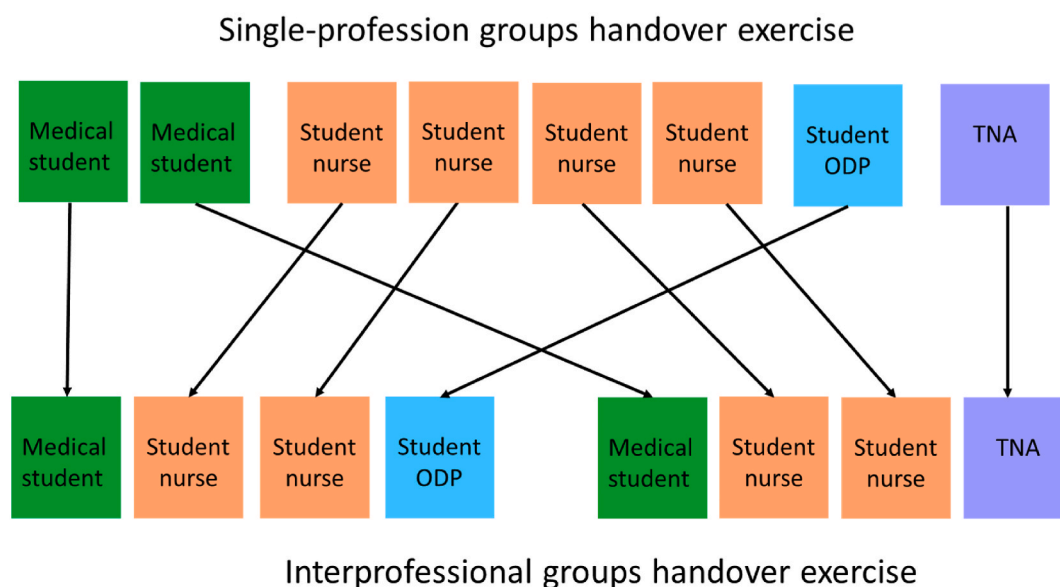 Single-profession groups handover exercise
Medical
student
Medical
student
Student
nurse
Student
nurse
Student
nurse
Student
nurse
Student
ODP
TNA
Medical
student
Student
nurse
Student
nurse
Student
ODP
Medical
student
Student
nurse
Student
nurse
TNA
Interprofessional groups handover exercise